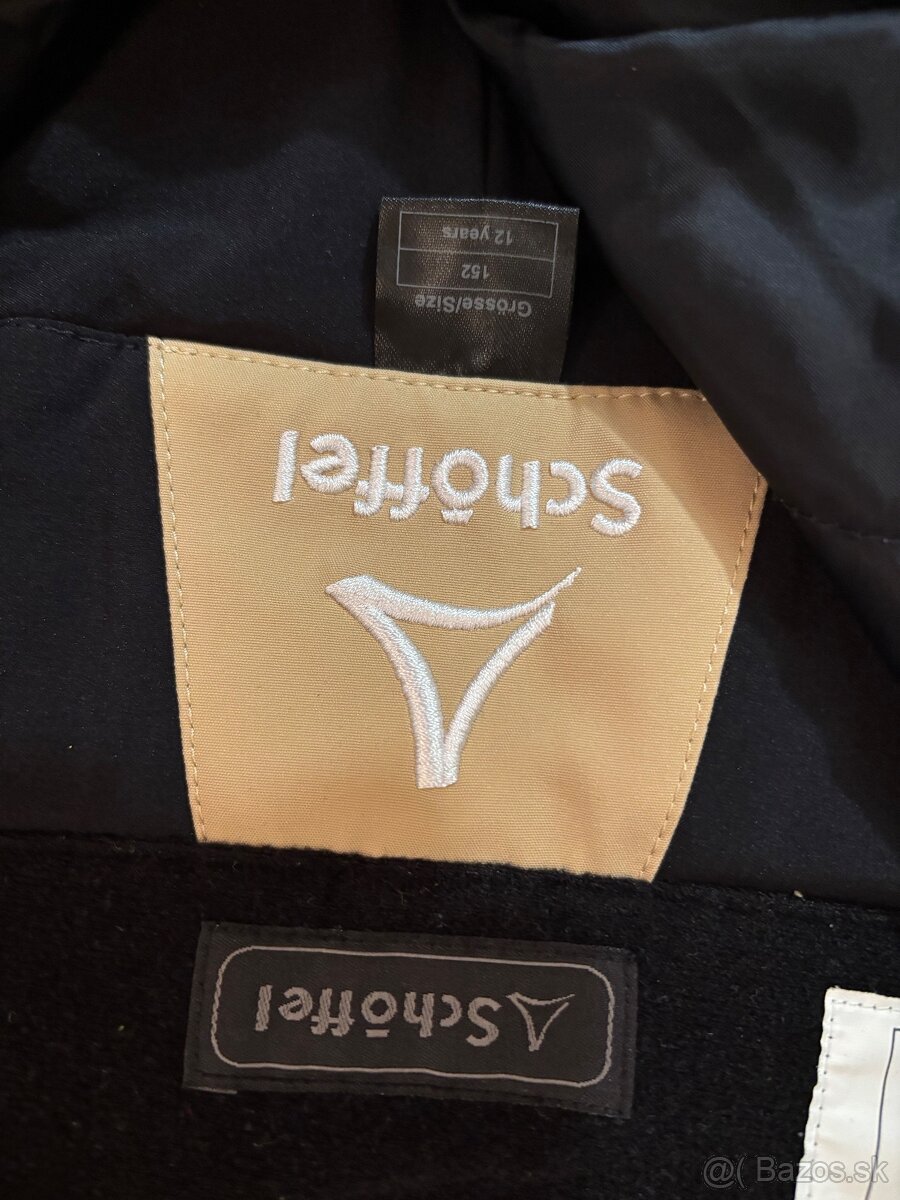 Grösse/Size
152
12 years
Schöffel
Schöffel
@( Bazos.sk